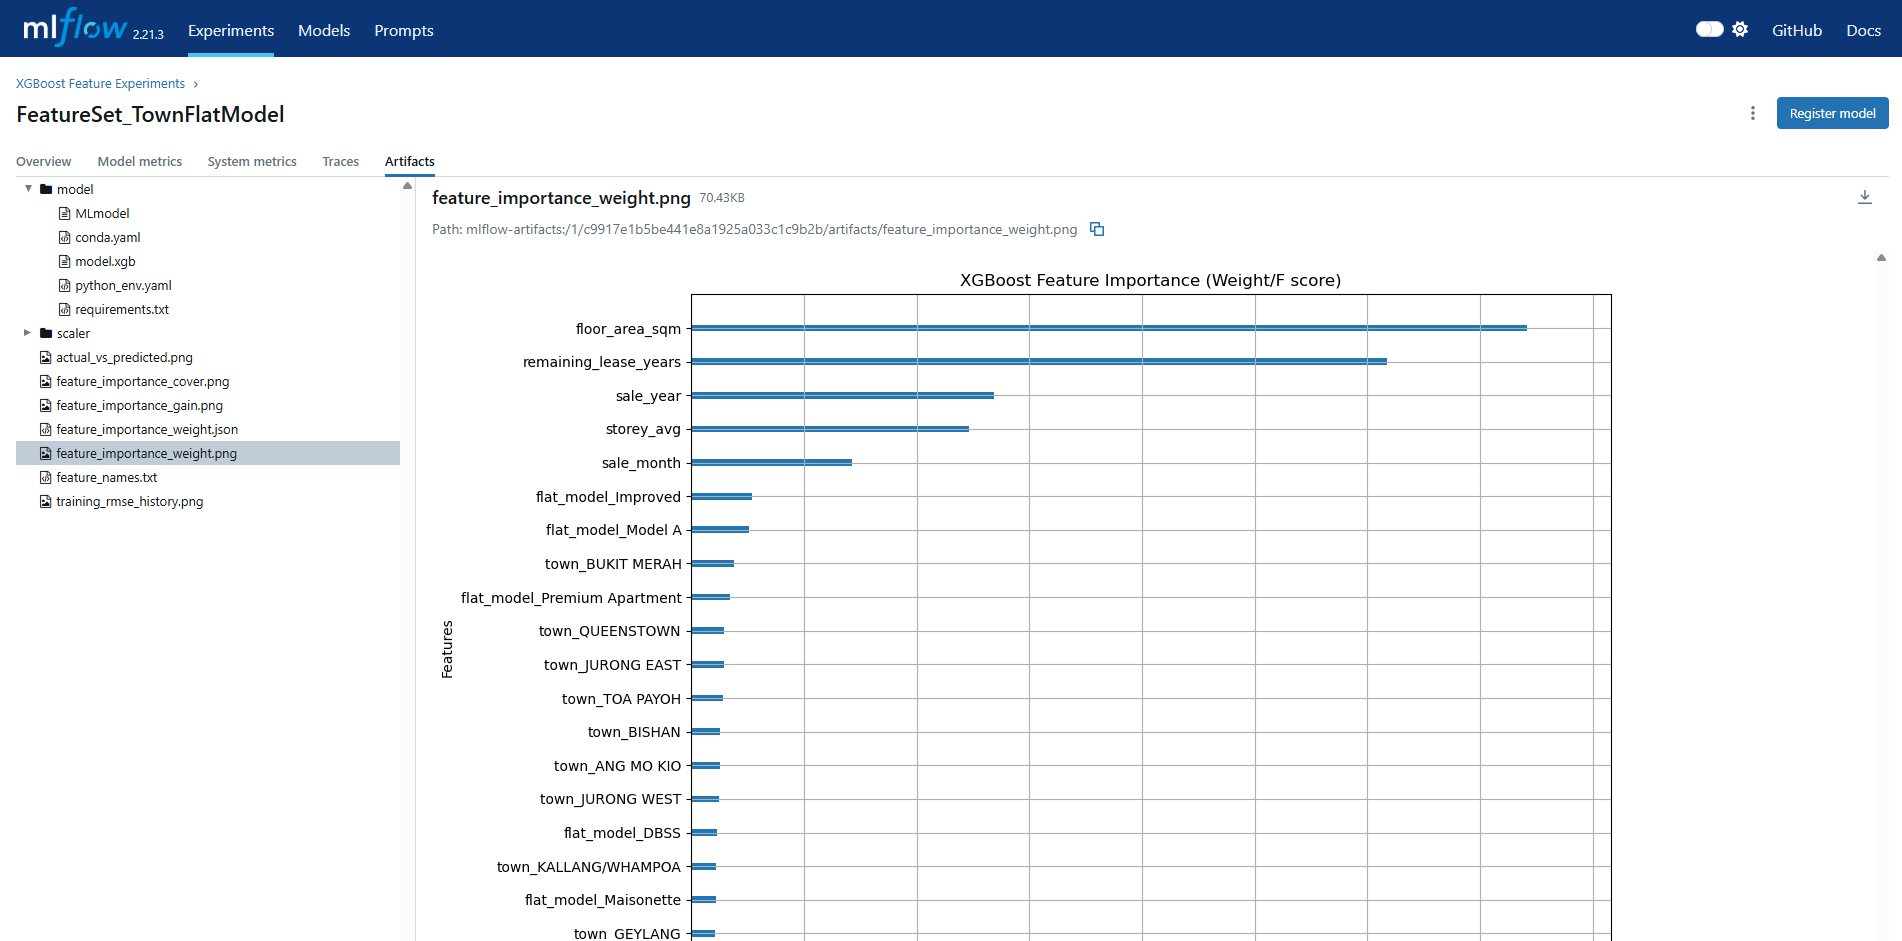 mlflow 2.21.3 Experiments Models Prompts GitHub Docs
XGBoost Feature Experiments ›
FeatureSet_TownFlatModel
Register model
Overview Model metrics System metrics Traces Artifacts
model
MLmodel
conda.yaml
model.xgb
python_env.yaml
requirements.txt
scaler
actual_vs_predicted.png
feature_importance_cover.png
feature_importance_gain.png
feature_importance_weight.json
feature_importance_weight.png
feature_names.txt
training_rmse_history.png
feature_importance_weight.png 70.43KB
Path: mlflow-artifacts:/1/c9917e1b5be441e8a1925a033c1c9b2b/artifacts/feature_importance_weight.png
XGBoost Feature Importance (Weight/F score)
Features
floor_area_sqm
remaining_lease_years
sale_year
storey_avg
sale_month
flat_model_Improved
flat_model_Model A
town_BUKIT MERAH
flat_model_Premium Apartment
town_QUEENSTOWN
town_JURONG EAST
town_TOA PAYOH
town_BISHAN
town_ANG MO KIO
town_JURONG WEST
flat_model_DBSS
town_KALLANG/WHAMPOA
flat_model_Maisonette
town_GEYLANG